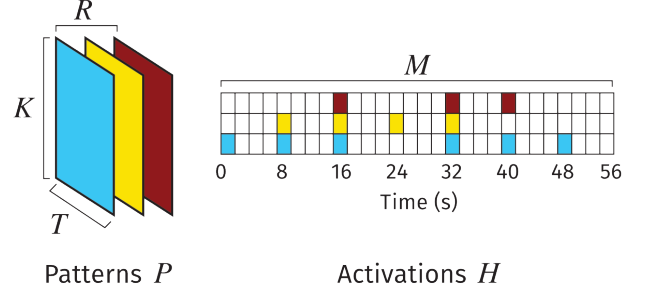 R
K
T
M
0 8 16 24 32 40 48 56
Time (s)
Patterns P
Activations H